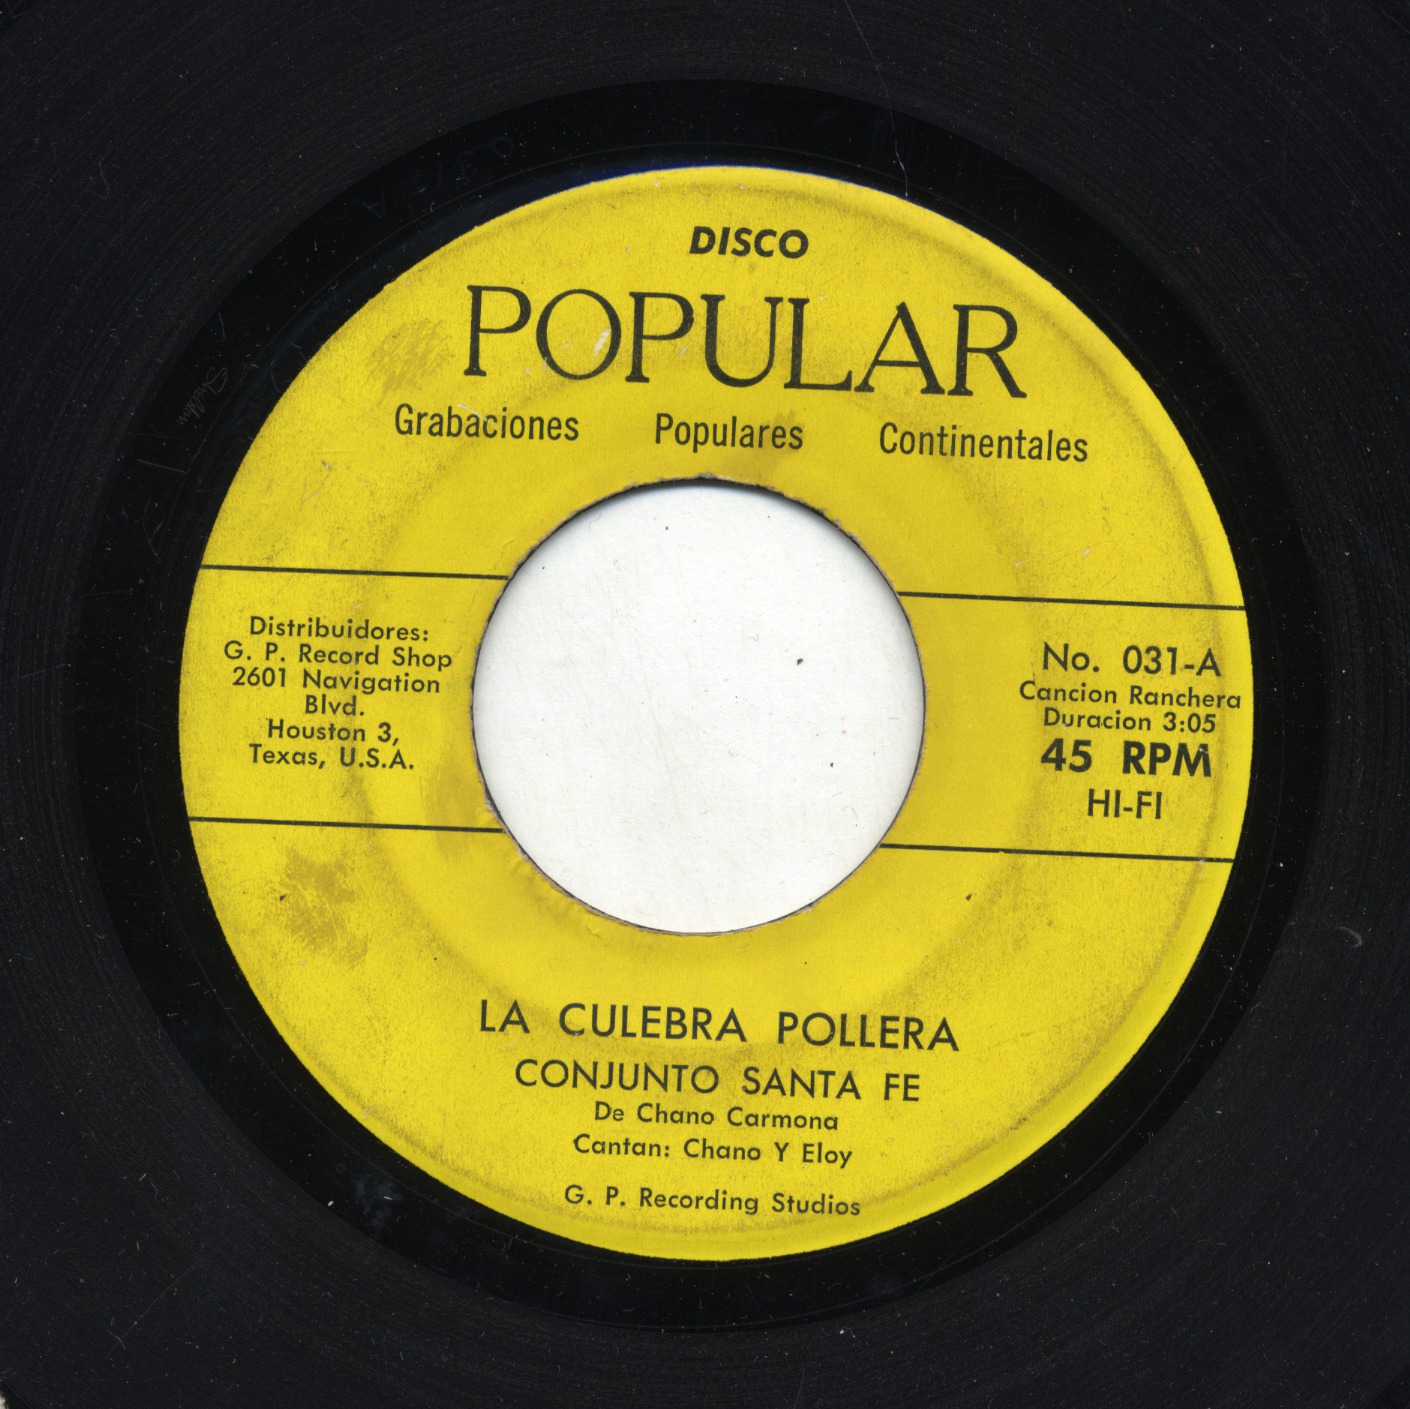 DISCO
POPULAR
Grabaciones Populares Continentales
Distribuidores:
G. P. Record Shop
2601 Navigation
Blvd.
Houston 3,
Texas, U.S.A.
No. 031-A
Cancion Ranchera
Duracion 3:05
45 RPM
HI-FI
LA CULEBRA POLLERA
CONJUNTO SANTA FE
De Chano Carmona
Cantan: Chano Y Eloy
G. P. Recording Studios